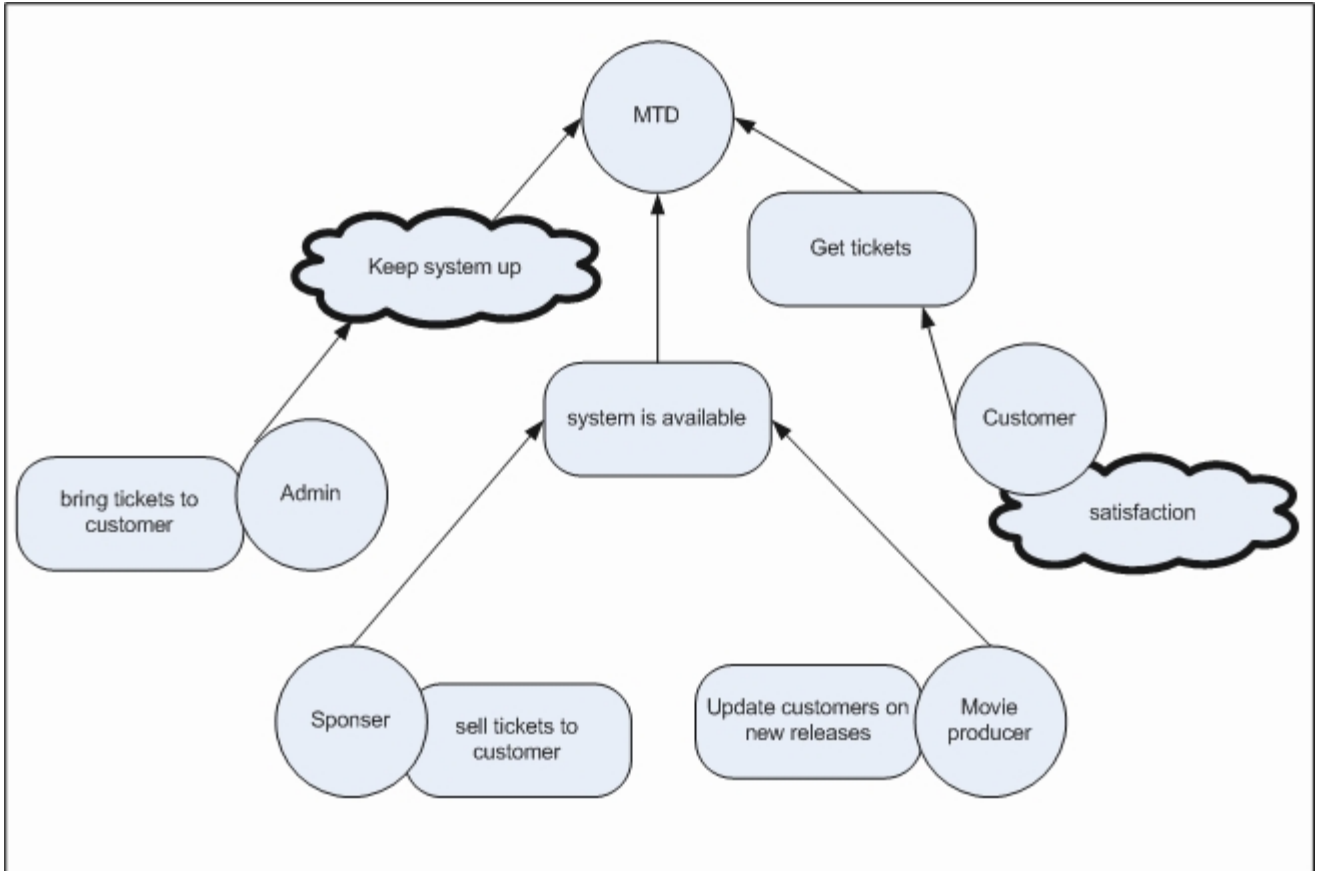 MTD
Keep system up
Get tickets
system is available
Customer
satisfaction
bring tickets to
customer
Admin
Sponser
sell tickets to
customer
Update customers on
new releases
Movie
producer